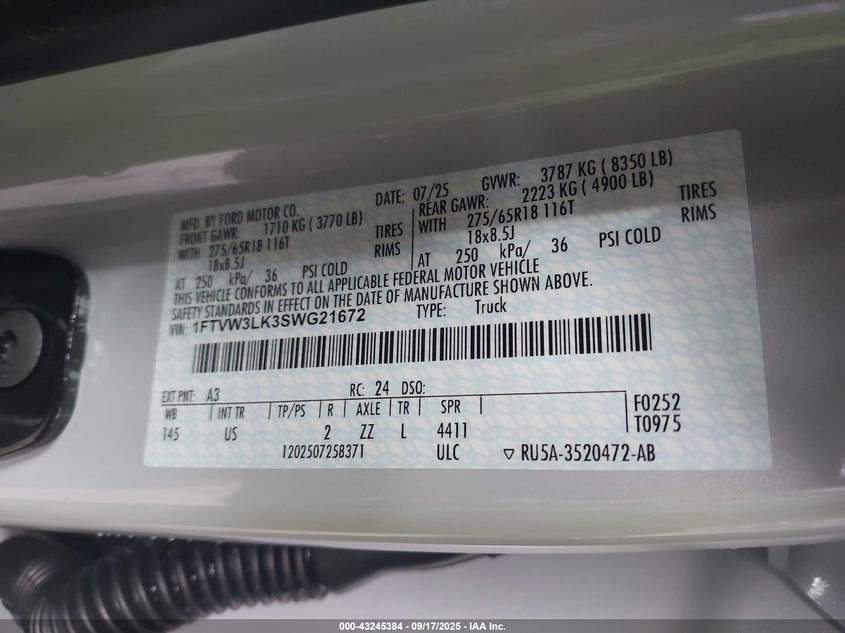 MFD. BY FORD MOTOR CO.
DATE: 07/25 GVWR: 3787 KG ( 8350 LB)
FRONT GAWR: 1710 KG ( 3770 LB)
REAR GAWR: 2223 KG ( 4900 LB)
WITH 275/65R18 116T TIRES
WITH 275/65R18 116T TIRES
18x8.5J RIMS
18x8.5J RIMS
AT 250 kPa/ 36 PSI COLD
AT 250 kPa/ 36 PSI COLD
THIS VEHICLE CONFORMS TO ALL APPLICABLE FEDERAL MOTOR VEHICLE
SAFETY STANDARDS IN EFFECT ON THE DATE OF MANUFACTURE SHOWN ABOVE.
VIN: 1FTVW3LK3SWG21672 TYPE: Truck
EXT PNT: A3 RC: 24 DSO:
WB INT TR TP/PS R AXLE TR SPR F0252
145 US 2 ZZ L 4411 T0975
1202507258371 ULC ▽ RU5A-3520472-AB
000-43245384 - 09/17/2025 - IAA Inc.